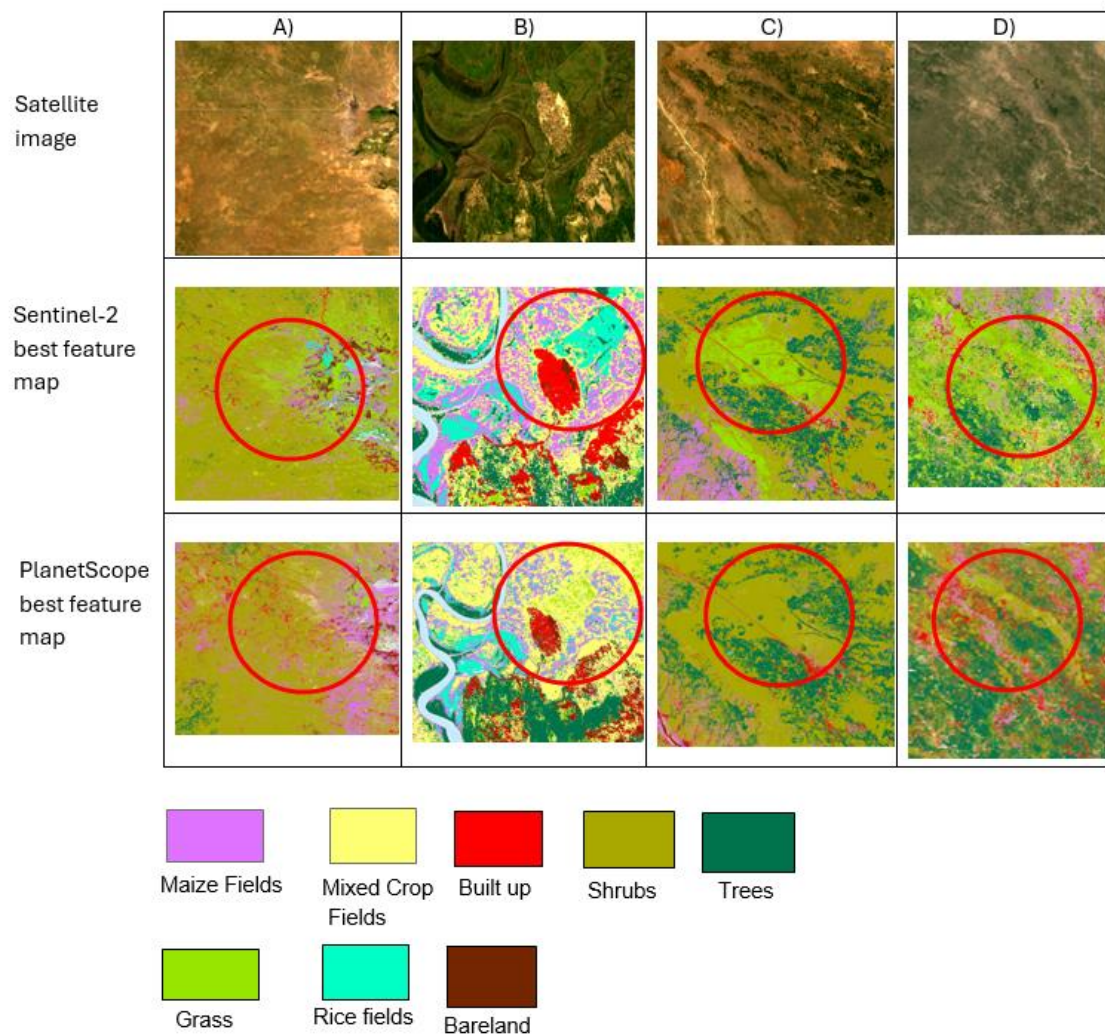 A)
B)
C)
D)
Satellite
image
Sentinel-2
best feature
map
PlanetScope
best feature
map
Maize Fields
Mixed Crop
Fields
Built up
Shrubs
Trees
Grass
Rice fields
Bareland